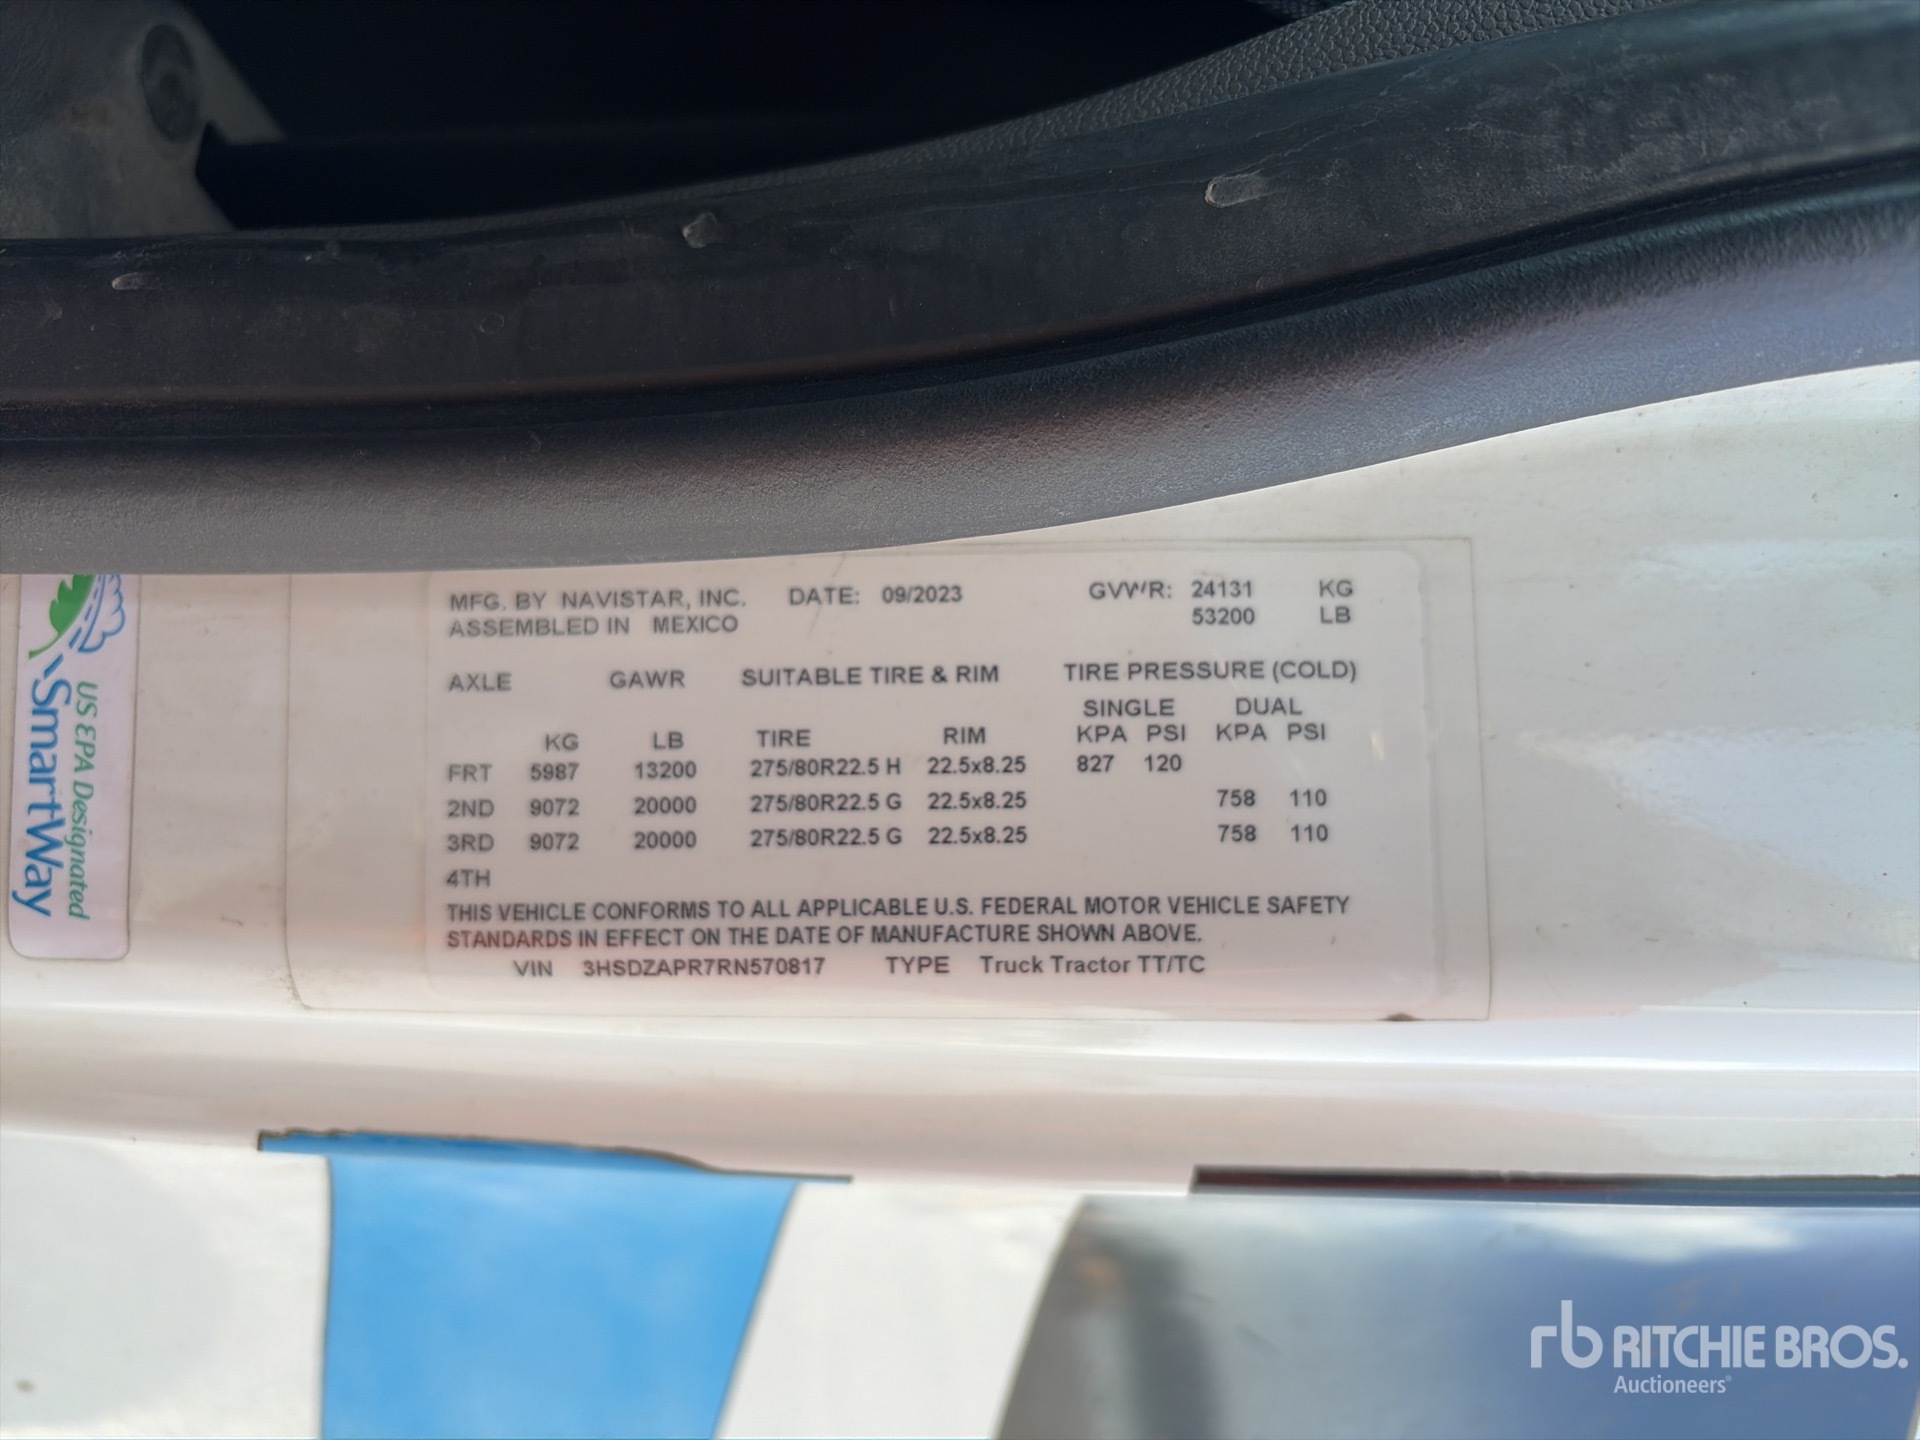 MFG. BY NAVISTAR, INC. DATE: 09/2023 GVWR: 24131 KG
ASSEMBLED IN MEXICO 53200 LB
AXLE GAWR SUITABLE TIRE & RIM TIRE PRESSURE (COLD)
SINGLE DUAL
KG LB TIRE RIM KPA PSI KPA PSI
FRT 5987 13200 275/80R22.5 H 22.5x8.25 827 120
2ND 9072 20000 275/80R22.5 G 22.5x8.25 758 110
3RD 9072 20000 275/80R22.5 G 22.5x8.25 758 110
4TH
THIS VEHICLE CONFORMS TO ALL APPLICABLE U.S. FEDERAL MOTOR VEHICLE SAFETY
STANDARDS IN EFFECT ON THE DATE OF MANUFACTURE SHOWN ABOVE.
VIN 3HSDZAPR7RN570817 TYPE Truck Tractor TT/TC
US EPA Designated
SmartWay
rb RITCHIE BROS.
Auctioneers